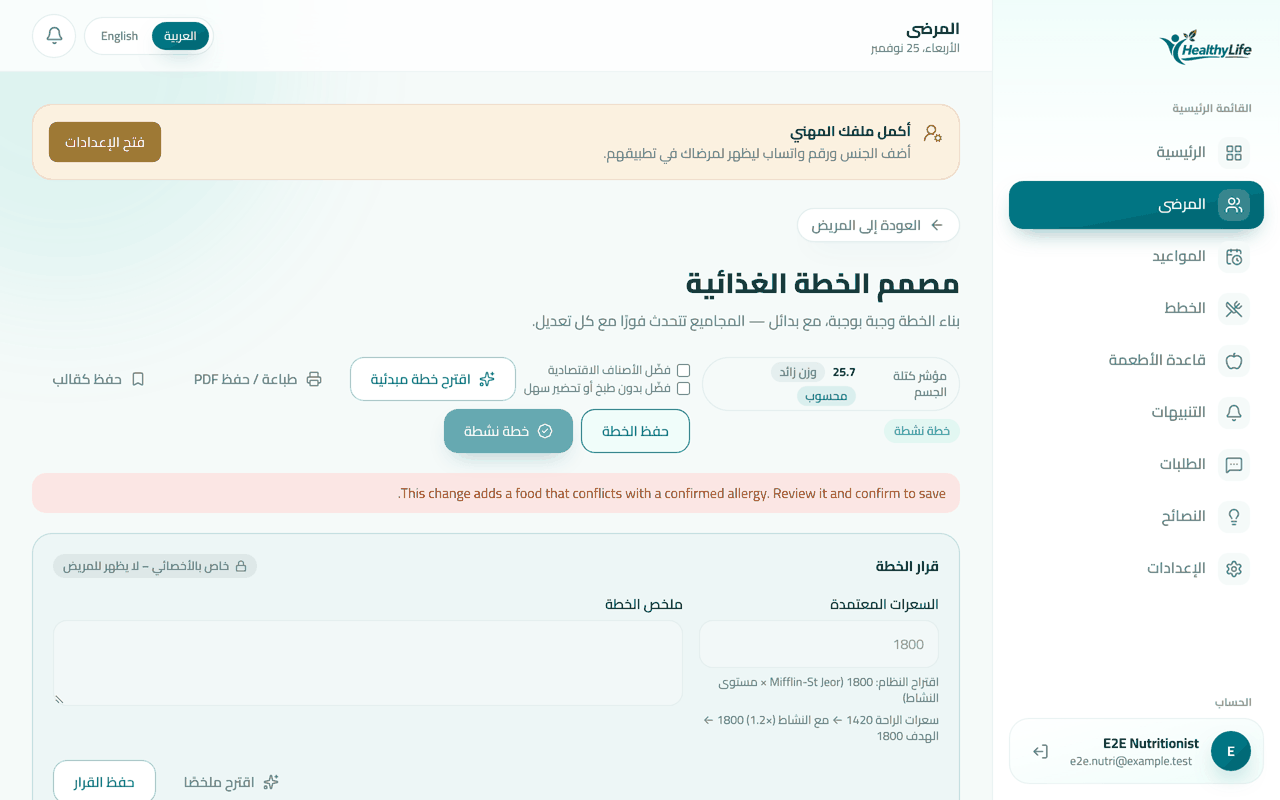 HealthyLife
القائمة الرئيسية
الرئيسية
المرضى
المواعيد
الخطط
قاعدة الأطعمة
التنبيهات
الطلبات
النصائح
الإعدادات
الحساب
E2E Nutritionist
e2e.nutri@example.test
E
المرضى
الأربعاء، 25 نوفمبر
العربية
English
أكمل ملفك المهني
أضف الجنس ورقم واتساب ليظهر لمرضاك في تطبيقهم.
فتح الإعدادات
العودة إلى المريض
مصمم الخطة الغذائية
بناء الخطة وجبة بوجبة، مع بدائل — المجاميع تتحدث فورًا مع كل تعديل.
مؤشر كتلة
الجسم
25.7 وزن زائد
محسوب
فضّل الأصناف الاقتصادية
فضّل بدون طبخ أو تحضير سهل
اقترح خطة مبدئية
طباعة / حفظ PDF
حفظ كقالب
خطة نشطة
حفظ الخطة
خطة نشطة
This change adds a food that conflicts with a confirmed allergy. Review it and confirm to save.
قرار الخطة
خاص بالأخصائي – لا يظهر للمريض
السعرات المعتمدة
ملخص الخطة
1800
اقتراح النظام: 1800 (Mifflin-St Jeor × مستوى
النشاط)
سعرات الراحة 1420 ← مع النشاط (×1.2) 1800 ←
الهدف 1800
اقترح ملخصًا
حفظ القرار